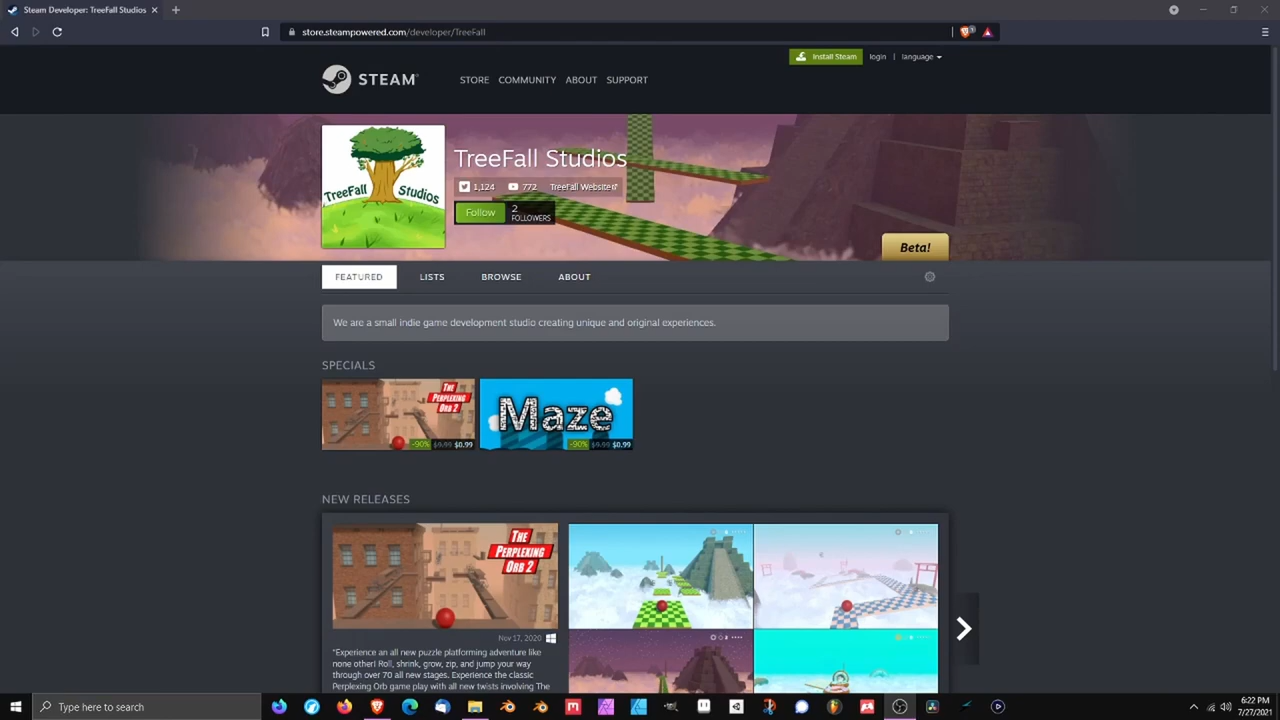 Steam Developer: TreeFall Studios
store.steampowered.com/developer/TreeFall
Install Steam
login | language
STEAM®
STORE COMMUNITY ABOUT SUPPORT
TreeFall Studios
TreeFall Studios
1,124 772 TreeFall Website
Follow 2 FOLLOWERS
Beta!
FEATURED LISTS BROWSE ABOUT
We are a small indie game development studio creating unique and original experiences.
SPECIALS
THE PERPLEXING ORB 2
-90% $9.99 $0.99
Maze
-90% $9.99 $0.99
NEW RELEASES
THE
PERPLEXING
ORB 2
Nov 17, 2020
"Experience an all new puzzle platforming adventure like
none other! Roll, shrink, grow, zip, and jump your way
through over 70 all new stages. Experience the classic
Perplexing Orb game play with all new twists involving The
Type here to search
6:22 PM
7/27/2021